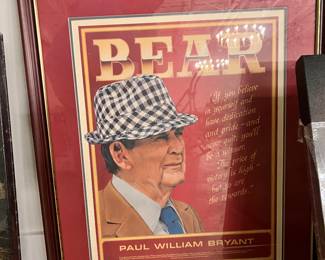 BEAR
"If you believe
in yourself and
have dedication
and pride - and
never quit, you'll
be a winner.
The price of
victory is high -
but so are
the rewards."
PAUL WILLIAM BRYANT